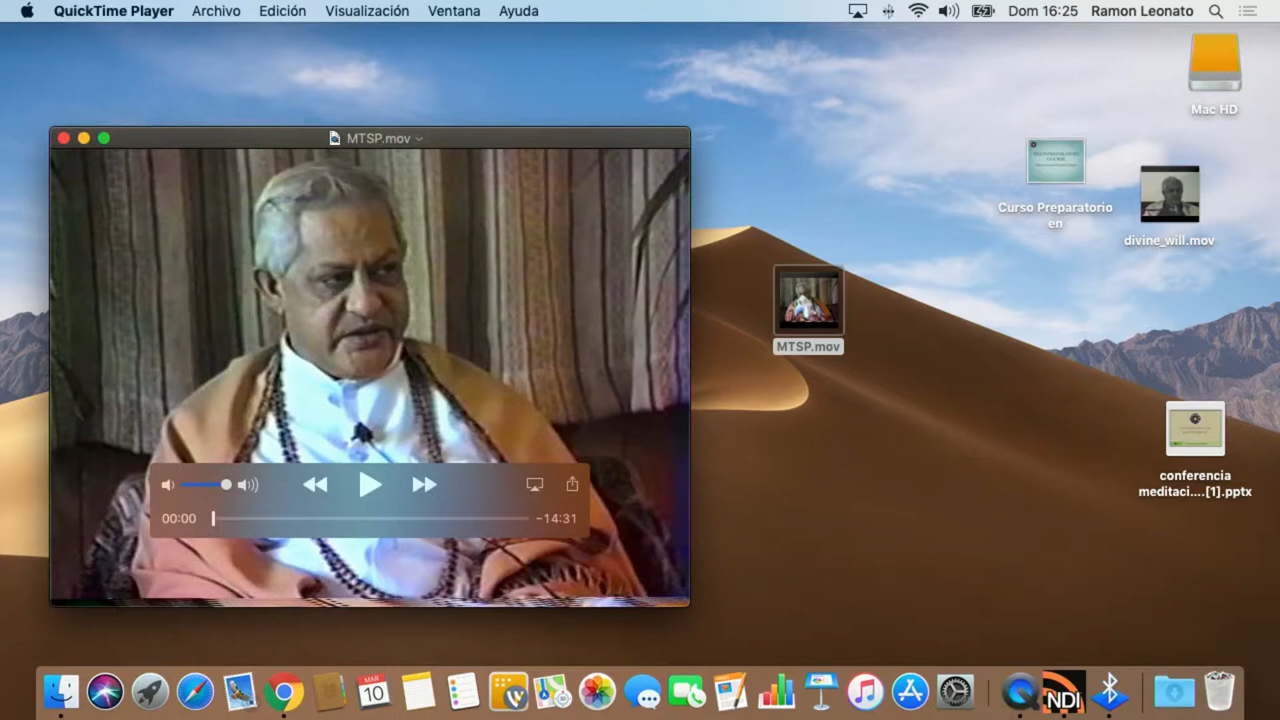 QuickTime Player Archivo Edición Visualización Ventana Ayuda Dom 16:25 Ramon Leonato
Mac HD
MTSP.mov
Curso Preparatorio
en
divine_will.mov
MTSP.mov
00:00 −14:31
conferencia
meditaci....[1].pptx
MAR
10
NDI